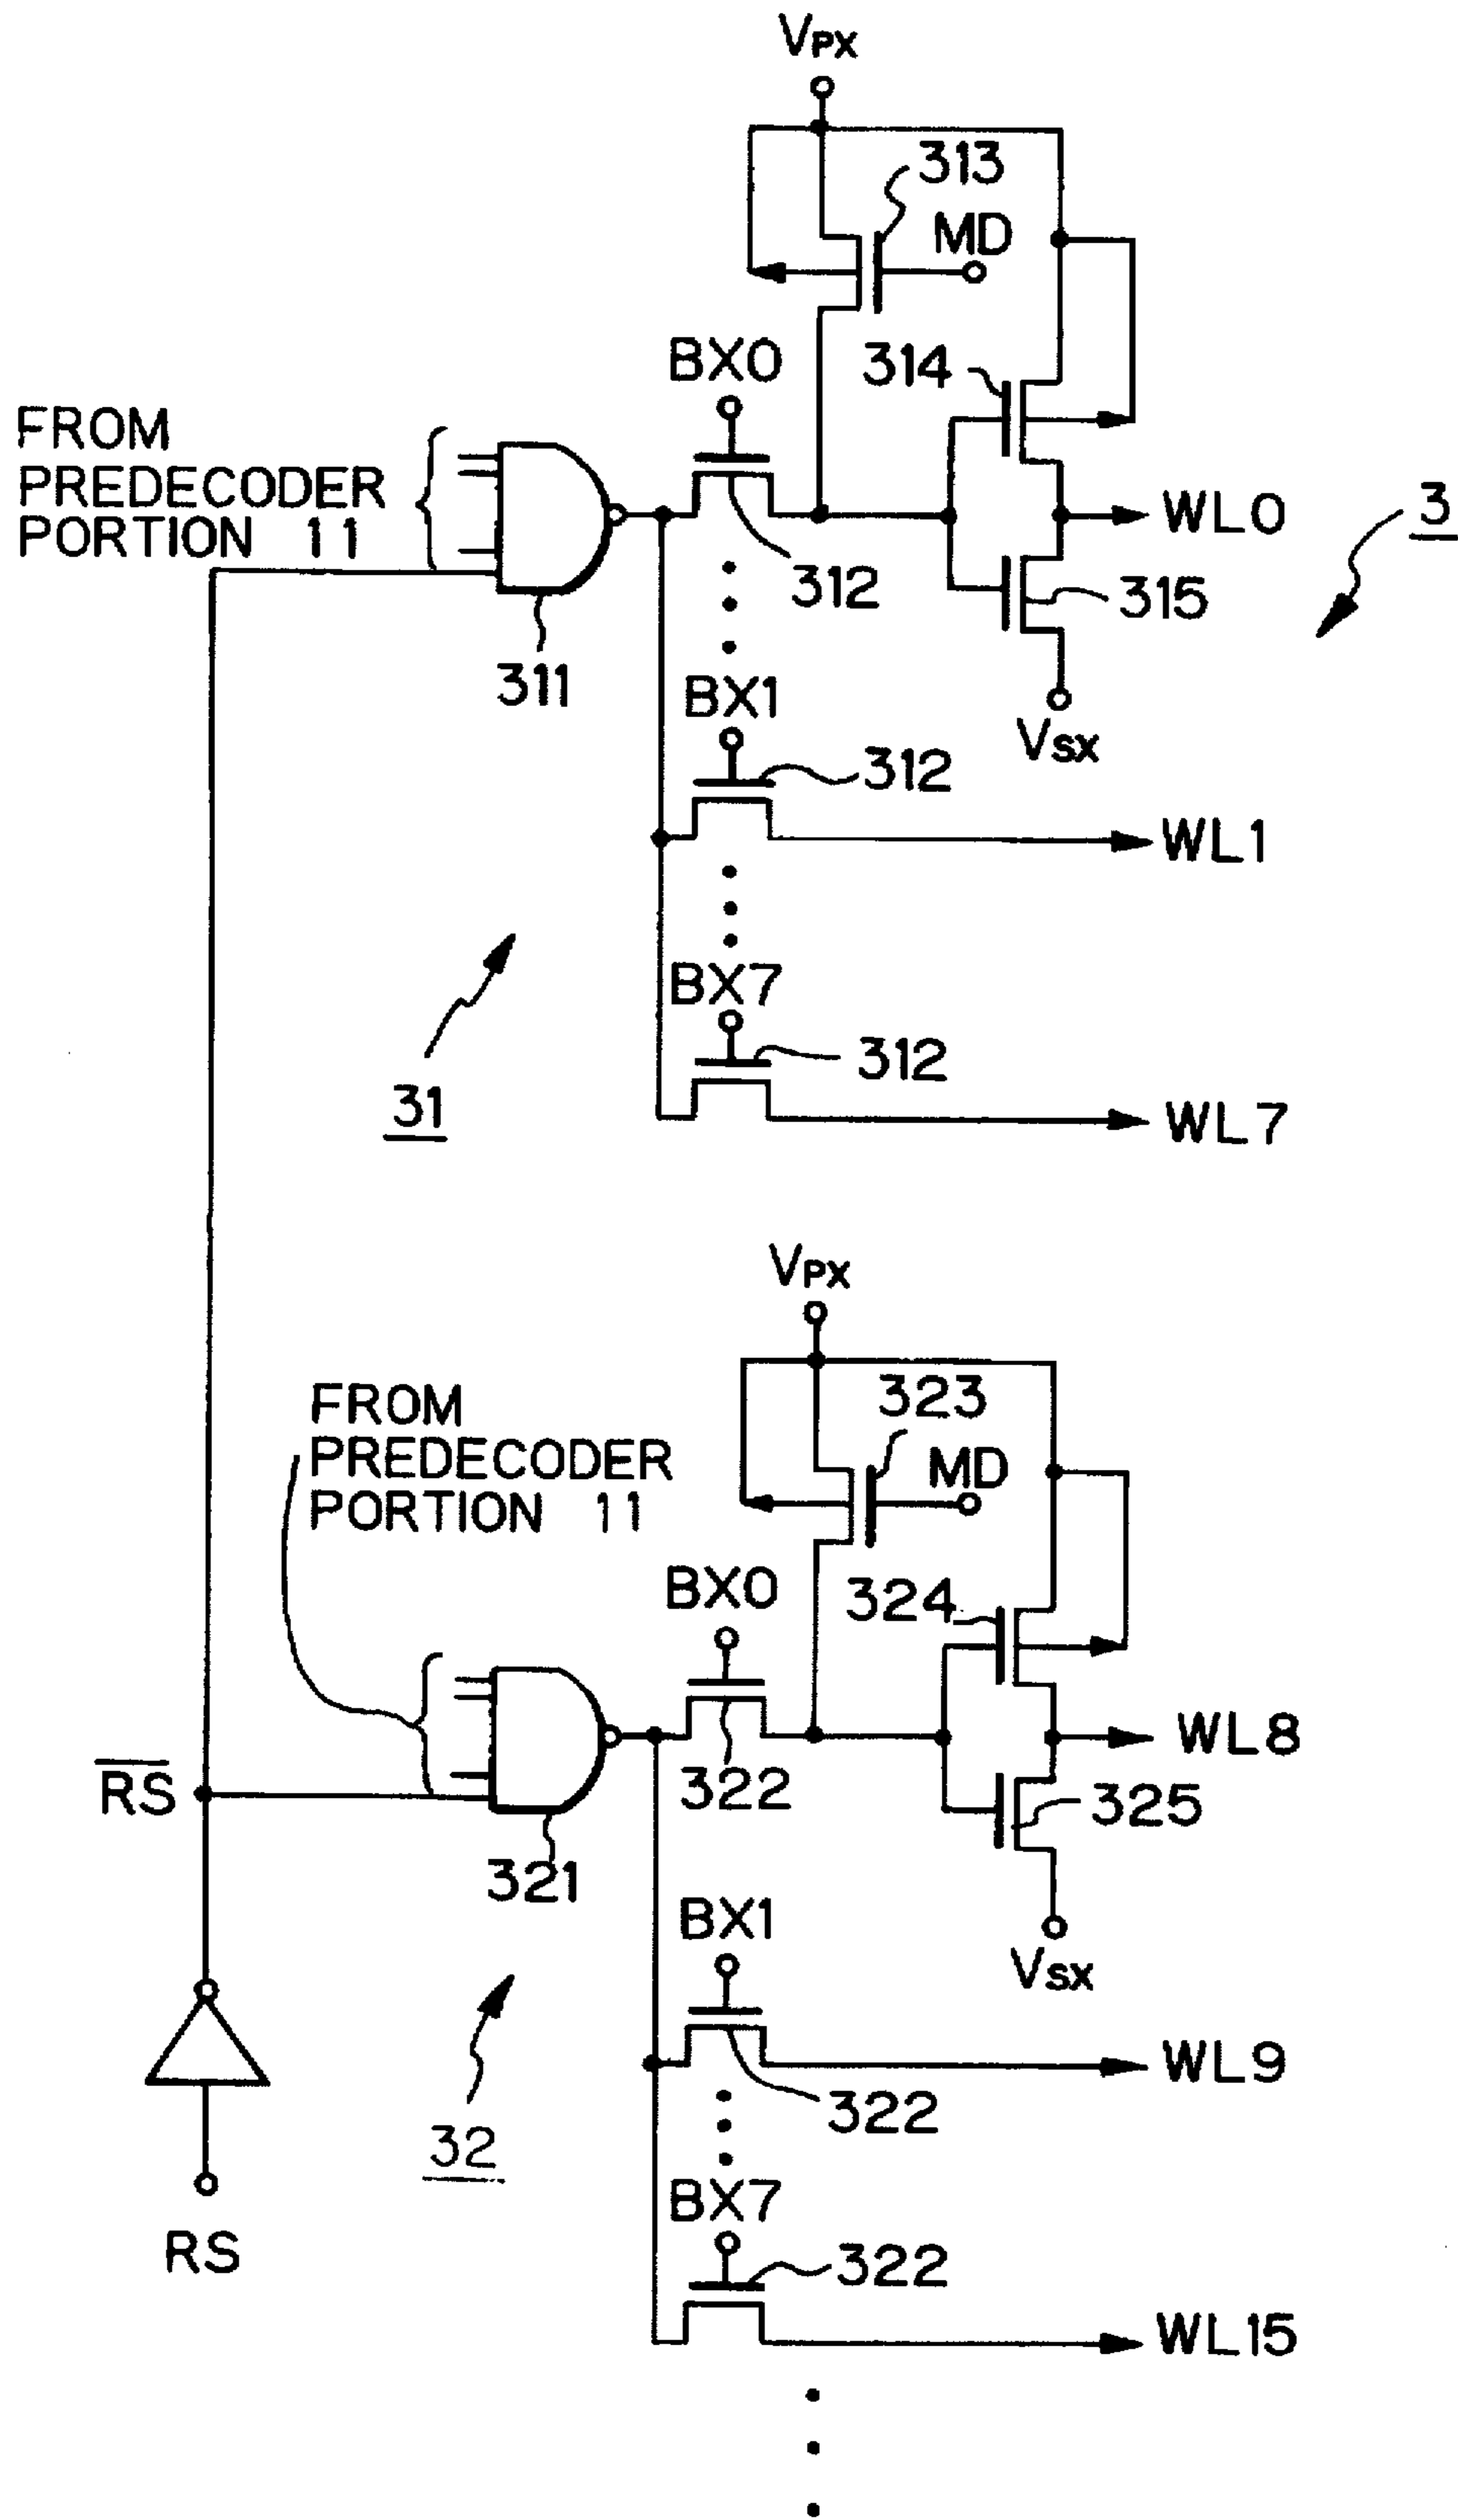 VPX
313
MD
BX0
314
FROM
PREDECODER
PORTION 11
WL0
3
312
315
311
BX1
VSX
312
WL1
BX7
312
31
WL7
VPX
FROM
PREDECODER
PORTION 11
323
MD
BX0
324
WL8
R̅S̅
322
325
321
BX1
VSX
WL9
322
32
BX7
RS
322
WL15